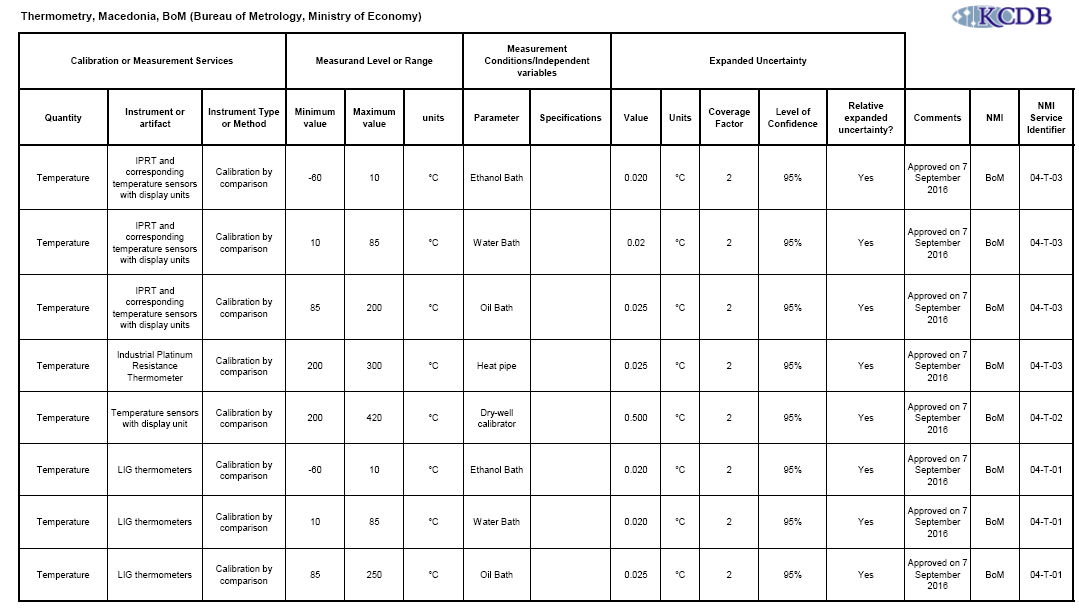 Thermometry, Macedonia, BoM (Bureau of Metrology, Ministry of Economy)
KCDB
Calibration or Measurement Services | Measurand Level or Range | Measurement Conditions/Independent variables | Expanded Uncertainty
Quantity | Instrument or artifact | Instrument Type or Method | Minimum value | Maximum value | units | Parameter | Specifications | Value | Units | Coverage Factor | Level of Confidence | Relative expanded uncertainty? | Comments | NMI | NMI Service Identifier
Temperature | IPRT and corresponding temperature sensors with display units | Calibration by comparison | -60 | 10 | °C | Ethanol Bath | | 0.020 | °C | 2 | 95% | Yes | Approved on 7 September 2016 | BoM | 04-T-03
Temperature | IPRT and corresponding temperature sensors with display units | Calibration by comparison | 10 | 85 | °C | Water Bath | | 0.02 | °C | 2 | 95% | Yes | Approved on 7 September 2016 | BoM | 04-T-03
Temperature | IPRT and corresponding temperature sensors with display units | Calibration by comparison | 85 | 200 | °C | Oil Bath | | 0.025 | °C | 2 | 95% | Yes | Approved on 7 September 2016 | BoM | 04-T-03
Temperature | Industrial Platinum Resistance Thermometer | Calibration by comparison | 200 | 300 | °C | Heat pipe | | 0.025 | °C | 2 | 95% | Yes | Approved on 7 September 2016 | BoM | 04-T-03
Temperature | Temperature sensors with display unit | Calibration by comparison | 200 | 420 | °C | Dry-well calibrator | | 0.500 | °C | 2 | 95% | Yes | Approved on 7 September 2016 | BoM | 04-T-02
Temperature | LIG thermometers | Calibration by comparison | -60 | 10 | °C | Ethanol Bath | | 0.020 | °C | 2 | 95% | Yes | Approved on 7 September 2016 | BoM | 04-T-01
Temperature | LIG thermometers | Calibration by comparison | 10 | 85 | °C | Water Bath | | 0.020 | °C | 2 | 95% | Yes | Approved on 7 September 2016 | BoM | 04-T-01
Temperature | LIG thermometers | Calibration by comparison | 85 | 250 | °C | Oil Bath | | 0.025 | °C | 2 | 95% | Yes | Approved on 7 September 2016 | BoM | 04-T-01